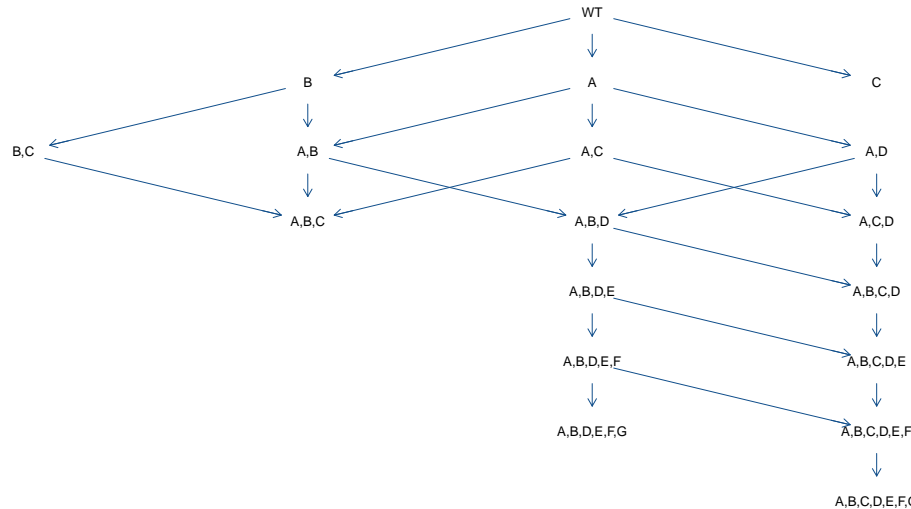 WT
B A C
B,C A,B A,C A,D
A,B,C A,B,D A,C,D
A,B,D,E A,B,C,D
A,B,D,E,F A,B,C,D,E
A,B,D,E,F,G A,B,C,D,E,F
A,B,C,D,E,F,G